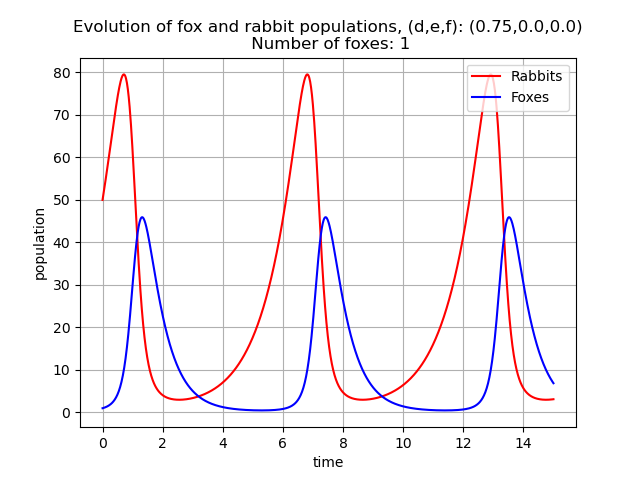 Evolution of fox and rabbit populations, (d,e,f): (0.75,0.0,0.0)
Number of foxes: 1
Rabbits
Foxes
population
80
70
60
50
40
30
20
10
0
0 2 4 6 8 10 12 14
time